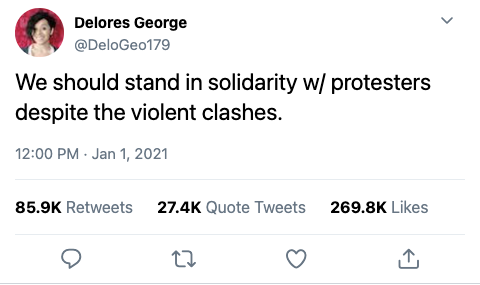 Delores George
@DeloGeo179
We should stand in solidarity w/ protesters
despite the violent clashes.
12:00 PM · Jan 1, 2021
85.9K Retweets 27.4K Quote Tweets 269.8K Likes